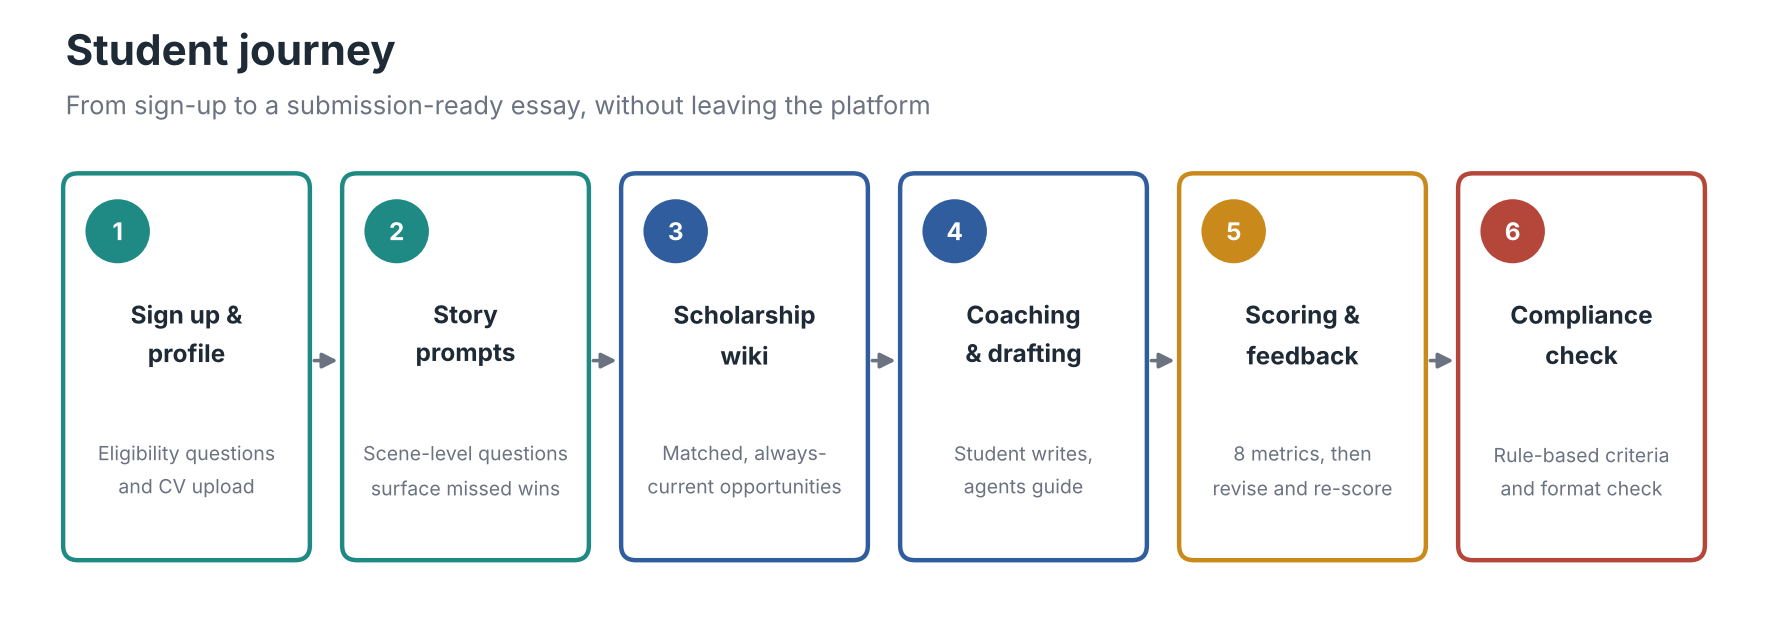 Student journey
From sign-up to a submission-ready essay, without leaving the platform
1
Sign up &
profile
Eligibility questions
and CV upload
2
Story
prompts
Scene-level questions
surface missed wins
3
Scholarship
wiki
Matched, always-
current opportunities
4
Coaching
& drafting
Student writes,
agents guide
5
Scoring &
feedback
8 metrics, then
revise and re-score
6
Compliance
check
Rule-based criteria
and format check